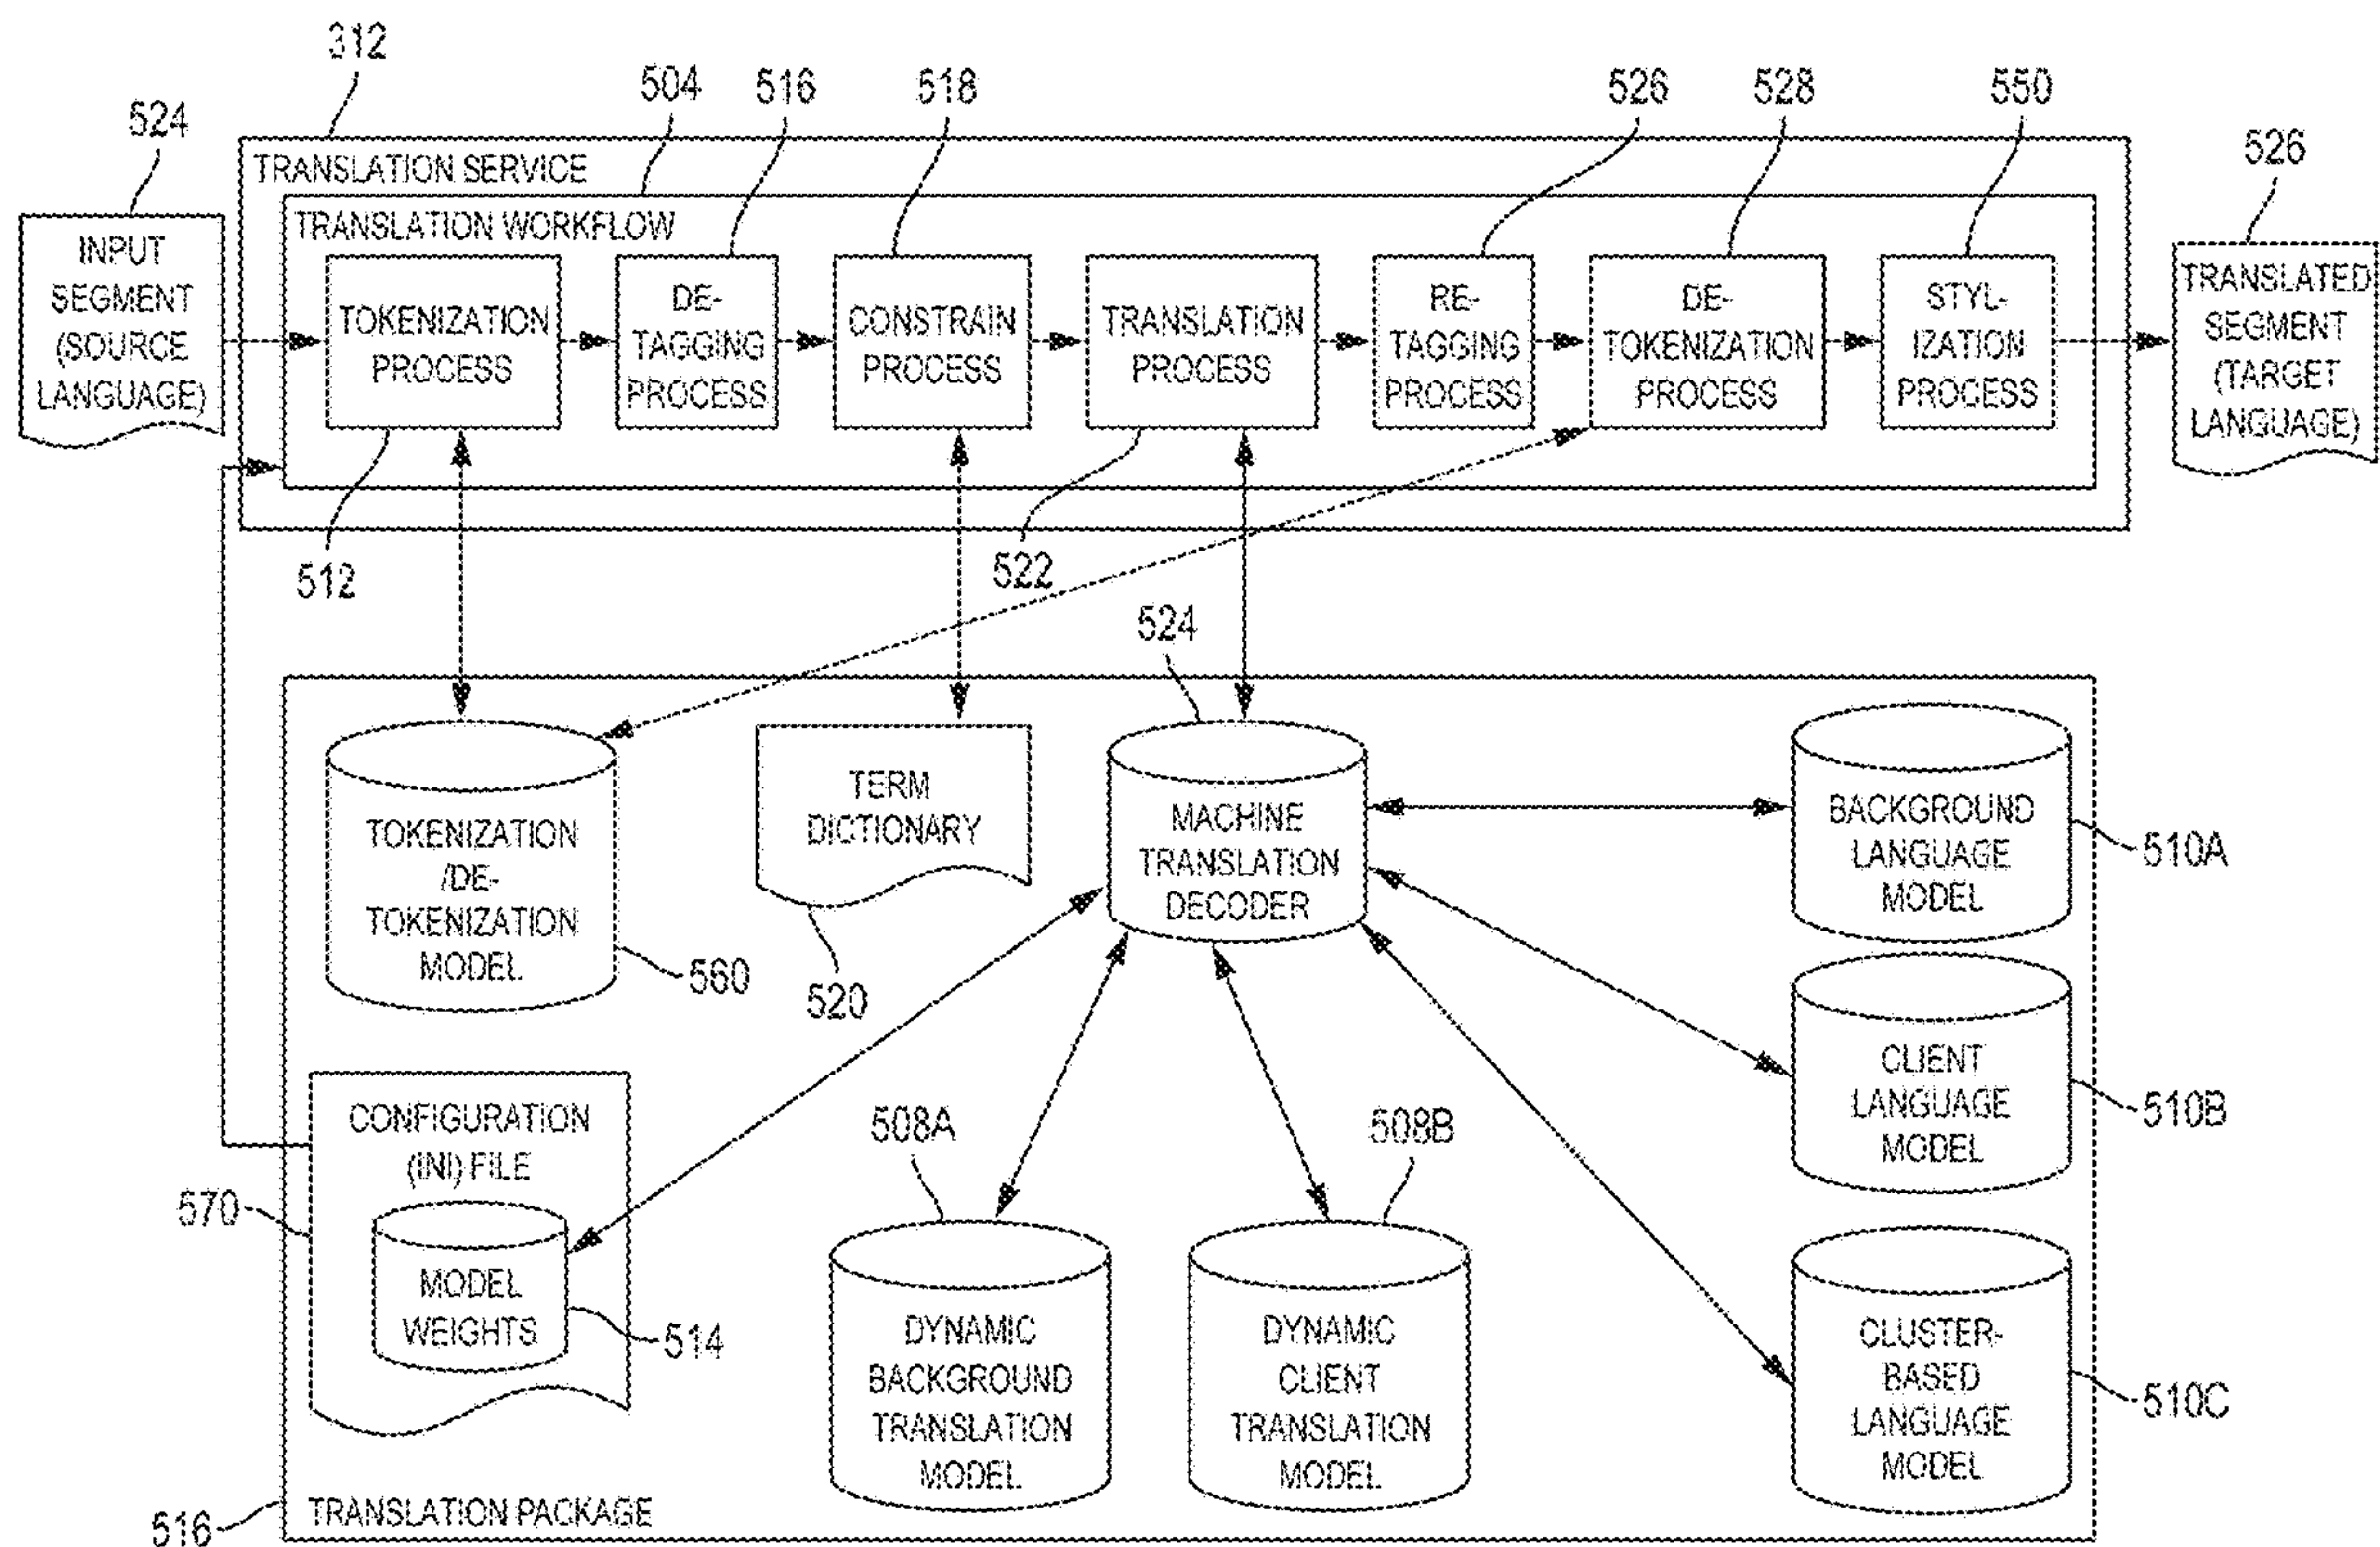 312
524
504
516
518
526
528
550
526
TRANSLATION SERVICE
TRANSLATION WORKFLOW
INPUT
SEGMENT
(SOURCE
LANGUAGE)
TOKENIZATION
PROCESS
DE-
TAGGING
PROCESS
CONSTRAIN
PROCESS
TRANSLATION
PROCESS
RE-
TAGGING
PROCESS
DE-
TOKENIZATION
PROCESS
STYL-
IZATION
PROCESS
TRANSLATED
SEGMENT
(TARGET
LANGUAGE)
512
522
524
TOKENIZATION
/DE-
TOKENIZATION
MODEL
560
TERM
DICTIONARY
520
MACHINE
TRANSLATION
DECODER
BACKGROUND
LANGUAGE
MODEL
510A
CLIENT
LANGUAGE
MODEL
510B
CONFIGURATION
(INI) FILE
570
MODEL
WEIGHTS
514
508A
DYNAMIC
BACKGROUND
TRANSLATION
MODEL
508B
DYNAMIC
CLIENT
TRANSLATION
MODEL
CLUSTER-
BASED
LANGUAGE
MODEL
510C
TRANSLATION PACKAGE
516